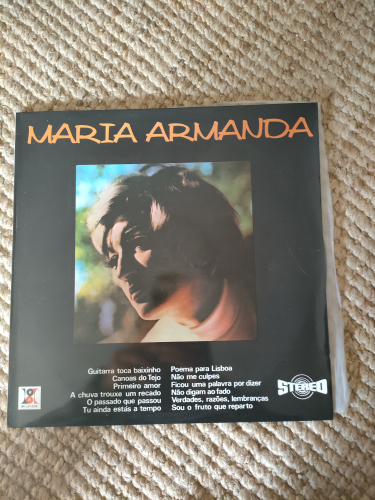 MARIA ARMANDA
Guitarra toca baixinho
Canoas do Tejo
Primeiro amor
A chuva trouxe um recado
O passado que passou
Tu ainda estás a tempo
Poema para Lisboa
Não me culpes
Ficou uma palavra por dizer
Não digam ao fado
Verdades, razões, lembranças
Sou o fruto que reparto
STEREO